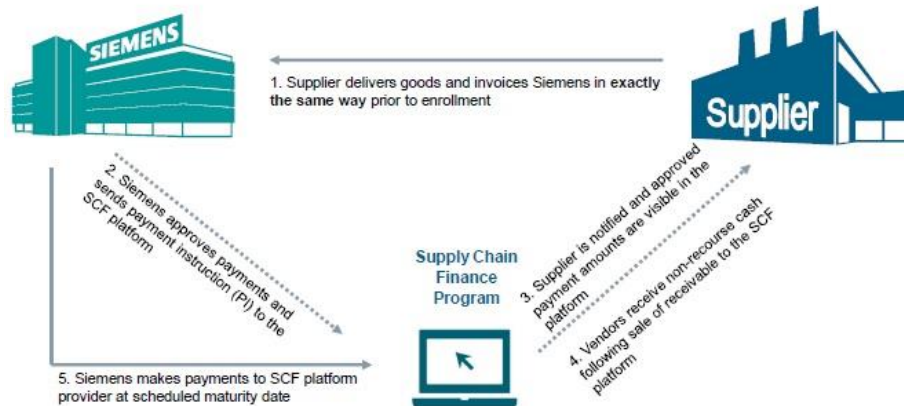 SIEMENS
1. Supplier delivers goods and invoices Siemens in exactly
the same way prior to enrollment
Supplier
2. Siemens approves payments and
sends payment instruction (PI) to the
SCF platform
Supply Chain
Finance
Program
3. Supplier is notified and approved
payment amounts are visible in the
platform
4. Vendors receive non-recourse cash
following sale of receivable to the SCF
platform
5. Siemens makes payments to SCF platform
provider at scheduled maturity date